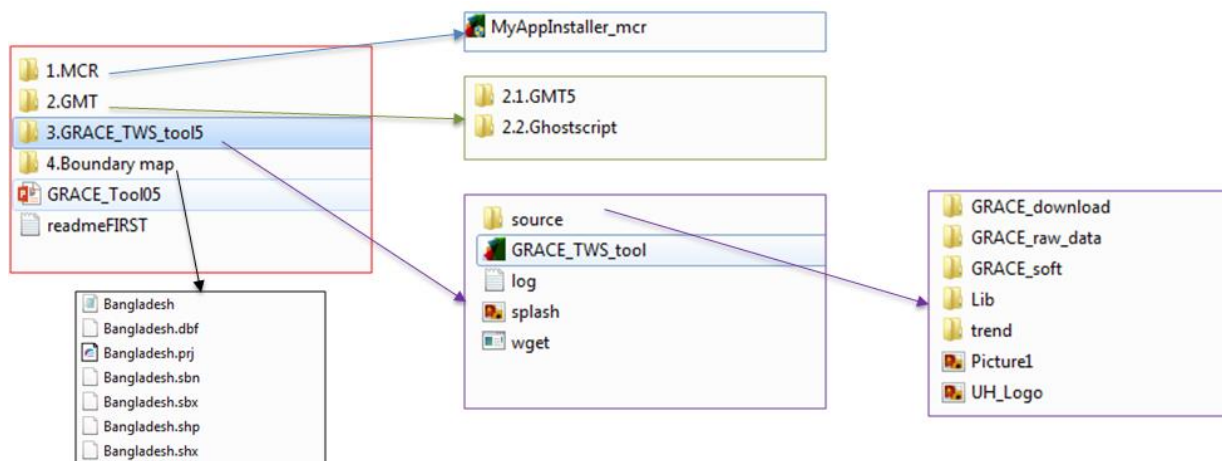 MyAppInstaller_mcr
1.MCR
2.GMT
3.GRACE_TWS_tool5
4.Boundary map
GRACE_Tool05
readmeFIRST
2.1.GMT5
2.2.Ghostscript
source
GRACE_TWS_tool
log
splash
wget
GRACE_download
GRACE_raw_data
GRACE_soft
Lib
trend
Picture1
UH_Logo
Bangladesh
Bangladesh.dbf
Bangladesh.prj
Bangladesh.sbn
Bangladesh.sbx
Bangladesh.shp
Bangladesh.shx